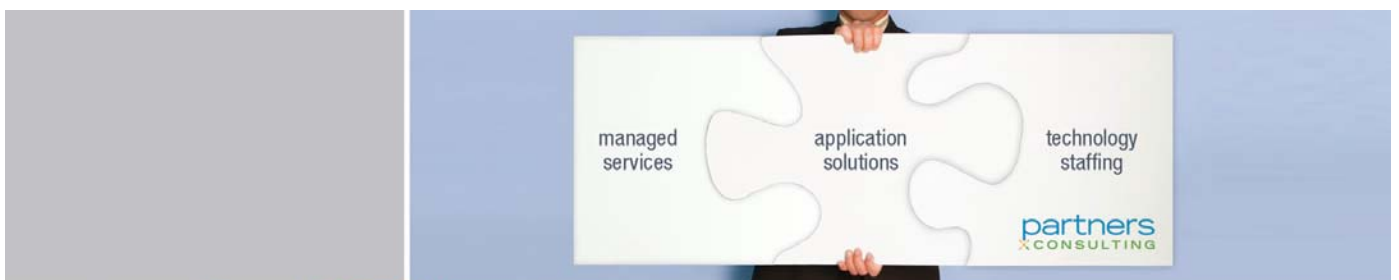 managed
services
application
solutions
technology
staffing
partners
CONSULTING